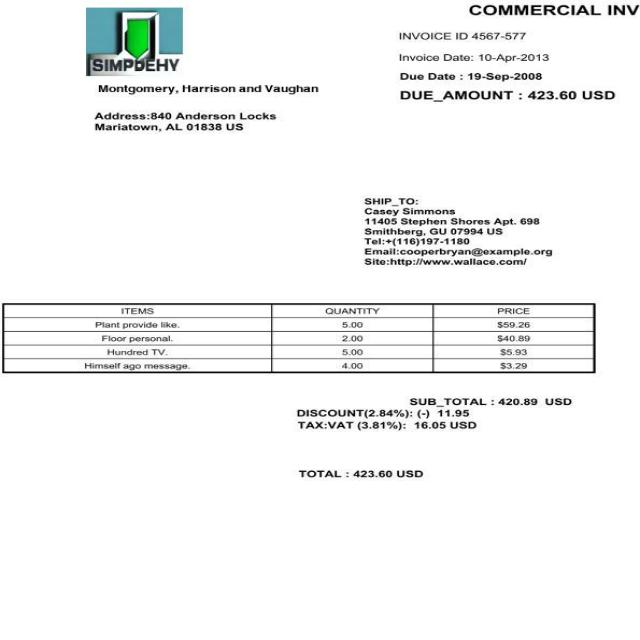 COMMERCIAL INV
INVOICE ID 4567-577
Invoice Date: 10-Apr-2013
Due Date : 19-Sep-2008
DUE_AMOUNT : 423.60 USD
SIMPDEHY
Montgomery, Harrison and Vaughan
Address:840 Anderson Locks
Mariatown, AL 01838 US
SHIP_TO:
Casey Simmons
11405 Stephen Shores Apt. 698
Smithberg, GU 07994 US
Tel:+(116)197-1180
Email:cooperbryan@example.org
Site:http://www.wallace.com/
ITEMS QUANTITY PRICE
Plant provide like. 5.00 $59.26
Floor personal. 2.00 $40.89
Hundred TV. 5.00 $5.93
Himself ago message. 4.00 $3.29
SUB_TOTAL : 420.89 USD
DISCOUNT(2.84%): (-) 11.95
TAX:VAT (3.81%): 16.05 USD
TOTAL : 423.60 USD